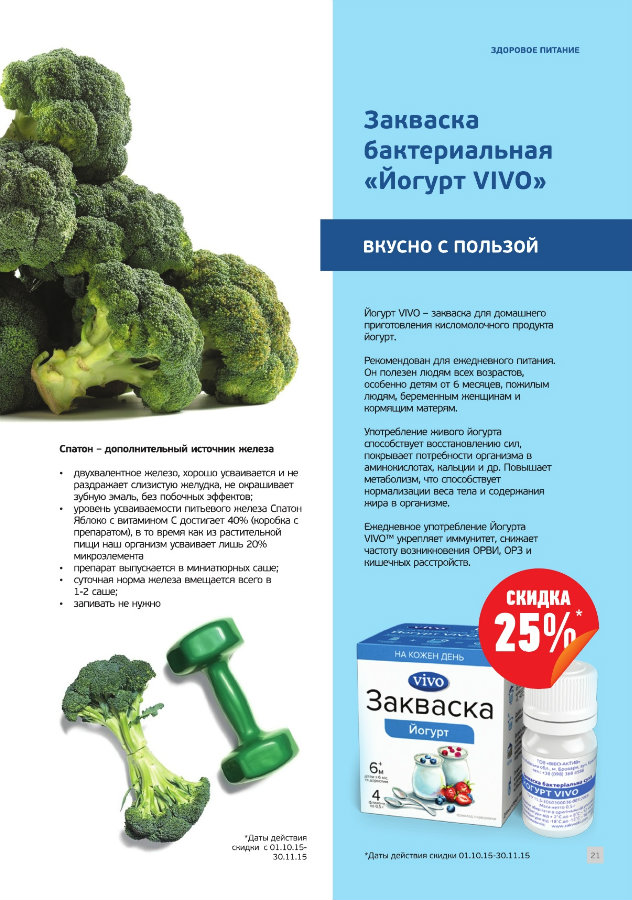 ЗДОРОВОЕ ПИТАНИЕ
Закваска
бактериальная
«Йогурт VIVO»
ВКУСНО С ПОЛЬЗОЙ
Йогурт VIVO – закваска для домашнего
приготовления кисломолочного продукта
йогурт.
Рекомендован для ежедневного питания.
Он полезен людям всех возрастов,
особенно детям от 6 месяцев, пожилым
людям, беременным женщинам и
кормящим матерям.
Употребление живого йогурта
способствует восстановлению сил,
покрывает потребности организма в
аминокислотах, кальции и др. Повышает
метаболизм, что способствует
нормализации веса тела и содержания
жира в организме.
Ежедневное употребление Йогурта
VIVO™ укрепляет иммунитет, снижает
частоту возникновения ОРВИ, ОРЗ и
кишечных расстройств.
Спатон – дополнительный источник железа
• двухвалентное железо, хорошо усваивается и не
раздражает слизистую желудка, не окрашивает
зубную эмаль, без побочных эффектов;
• уровень усваиваемости питьевого железа Спатон
Яблоко с витамином С достигает 40% (коробка с
препаратом), в то время как из растительной
пищи наш организм усваивает лишь 20%
микроэлемента
• препарат выпускается в миниатюрных саше;
• суточная норма железа вмещается всего в
1-2 саше;
• запивать не нужно
СКИДКА
25%*
Йогурт VIVO
НА КОЖЕН ДЕНЬ
vivo
Закваска
Йогурт
6+
м
4
ЙОГУРТ VIVO
*Даты действия
скидки с 01.10.15-
30.11.15
*Даты действия скидки 01.10.15-30.11.15
21